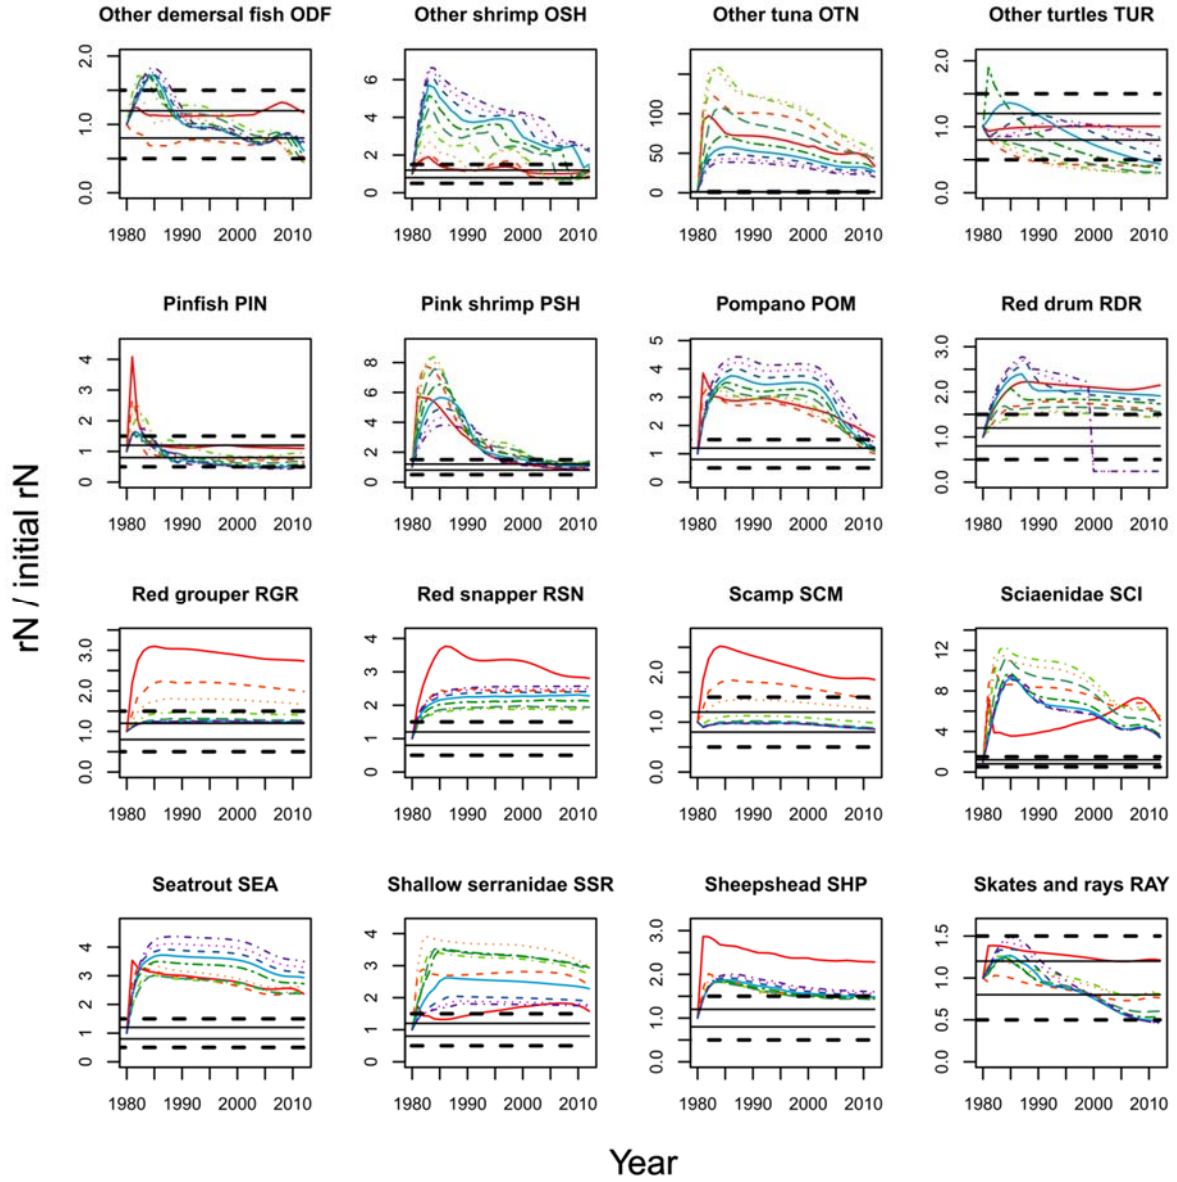 Other demersal fish ODF
Other shrimp OSH
Other tuna OTN
Other turtles TUR
2.0
1.0
0.0
6
4
2
0
100
50
0
2.0
1.0
0.0
1980 1990 2000 2010
1980 1990 2000 2010
1980 1990 2000 2010
1980 1990 2000 2010
Pinfish PIN
Pink shrimp PSH
Pompano POM
Red drum RDR
4
3
2
1
0
8
6
4
2
0
5
4
3
2
1
0
3.0
2.0
1.0
0.0
1980 1990 2000 2010
1980 1990 2000 2010
1980 1990 2000 2010
1980 1990 2000 2010
rN / initial rN
Red grouper RGR
Red snapper RSN
Scamp SCM
Sciaenidae SCI
3.0
2.0
1.0
0.0
4
3
2
1
0
2.0
1.0
0.0
12
8
4
0
1980 1990 2000 2010
1980 1990 2000 2010
1980 1990 2000 2010
1980 1990 2000 2010
Seatrout SEA
Shallow serranidae SSR
Sheepshead SHP
Skates and rays RAY
4
3
2
1
0
4
3
2
1
0
3.0
2.0
1.0
0.0
1.5
1.0
0.5
0.0
1980 1990 2000 2010
1980 1990 2000 2010
1980 1990 2000 2010
1980 1990 2000 2010
Year